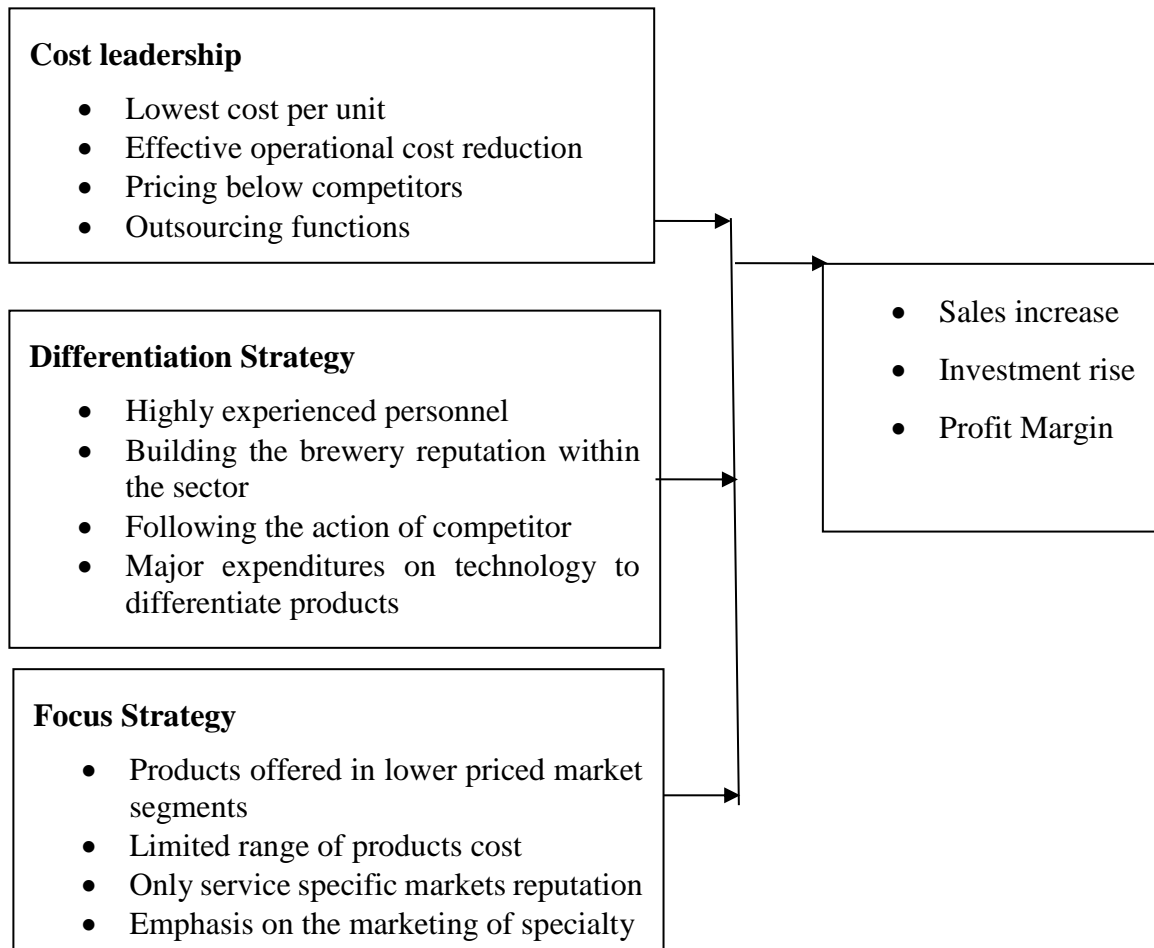 Cost leadership
• Lowest cost per unit
• Effective operational cost reduction
• Pricing below competitors
• Outsourcing functions
Differentiation Strategy
• Highly experienced personnel
• Building the brewery reputation within
the sector
• Following the action of competitor
• Major expenditures on technology to
differentiate products
Focus Strategy
• Products offered in lower priced market
segments
• Limited range of products cost
• Only service specific markets reputation
• Emphasis on the marketing of specialty
• Sales increase
• Investment rise
• Profit Margin